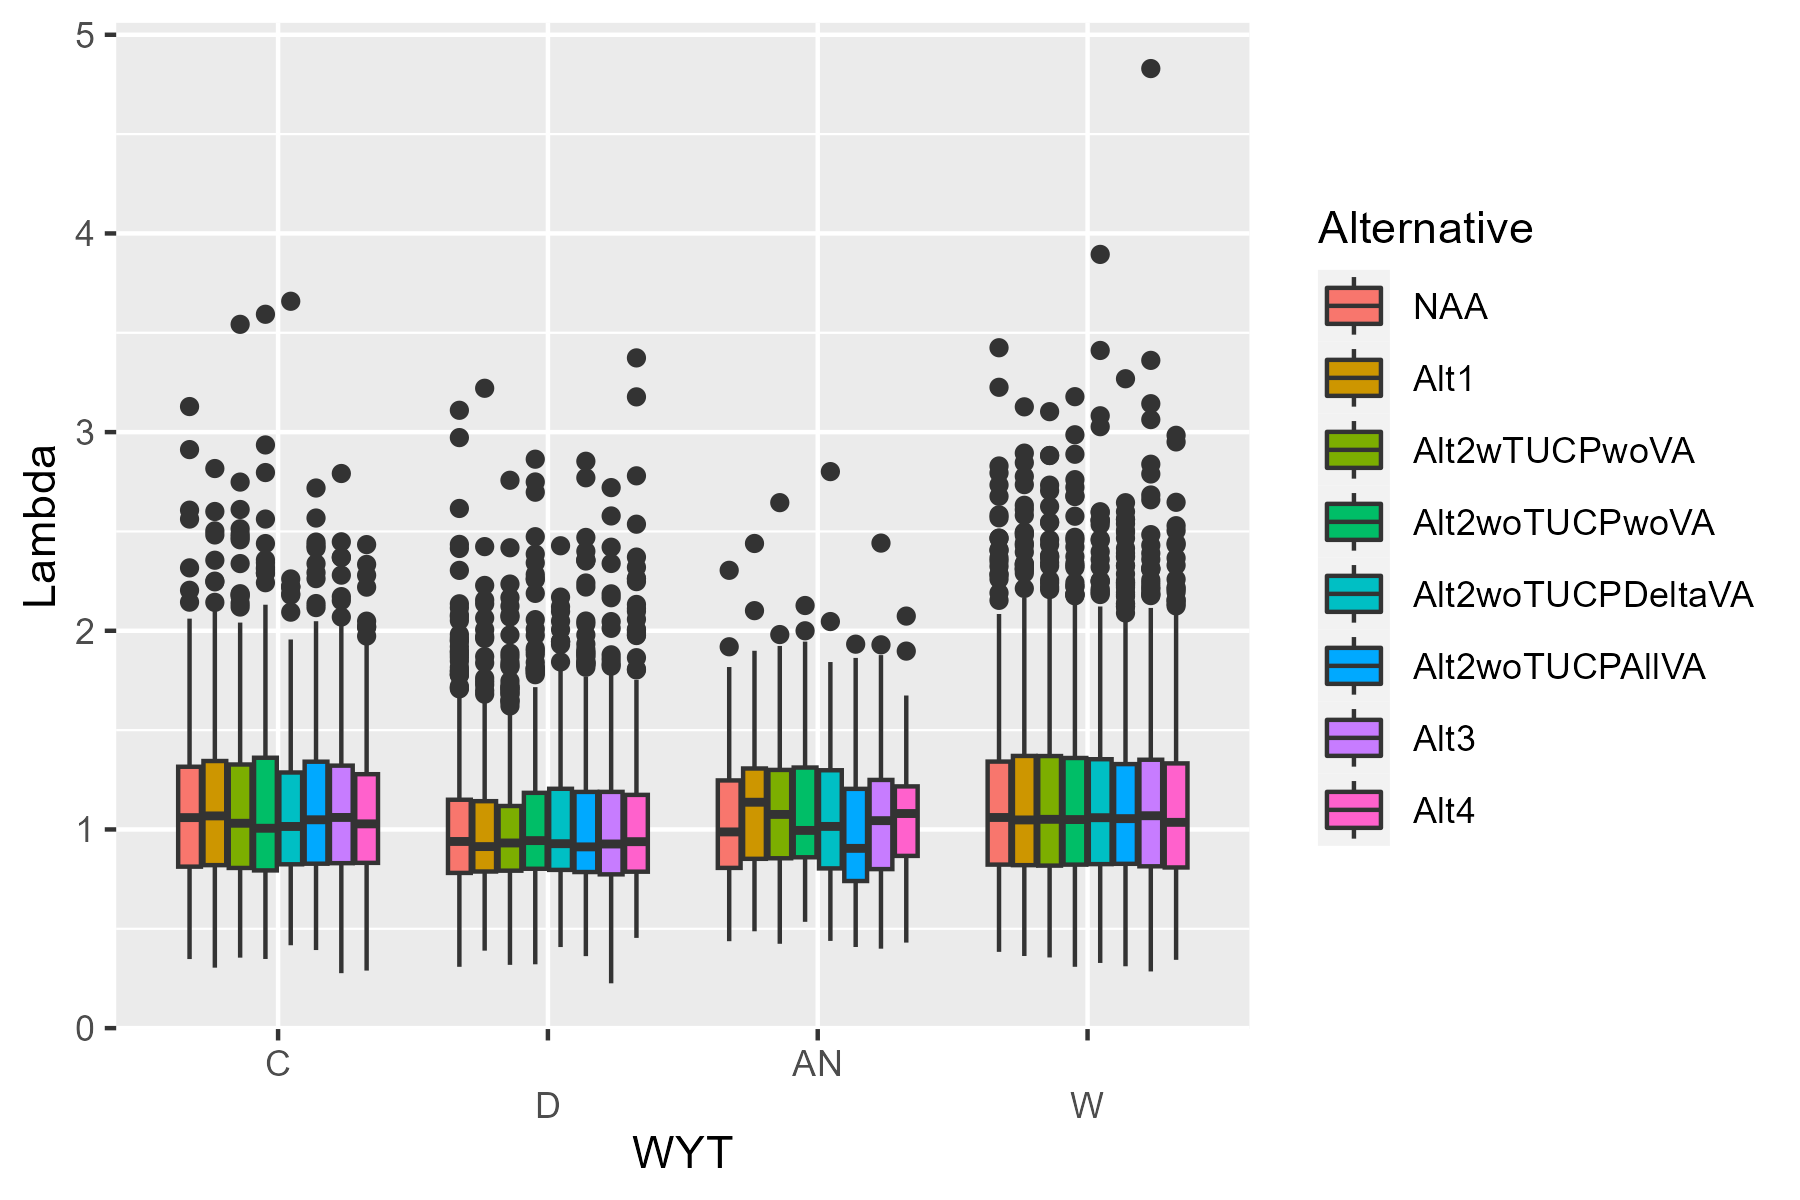 5
4
3
2
1
0
Lambda
C
D
AN
W
WYT
Alternative
NAA
Alt1
Alt2wTUCPwoVA
Alt2woTUCPwoVA
Alt2woTUCPDeltaVA
Alt2woTUCPAllVA
Alt3
Alt4